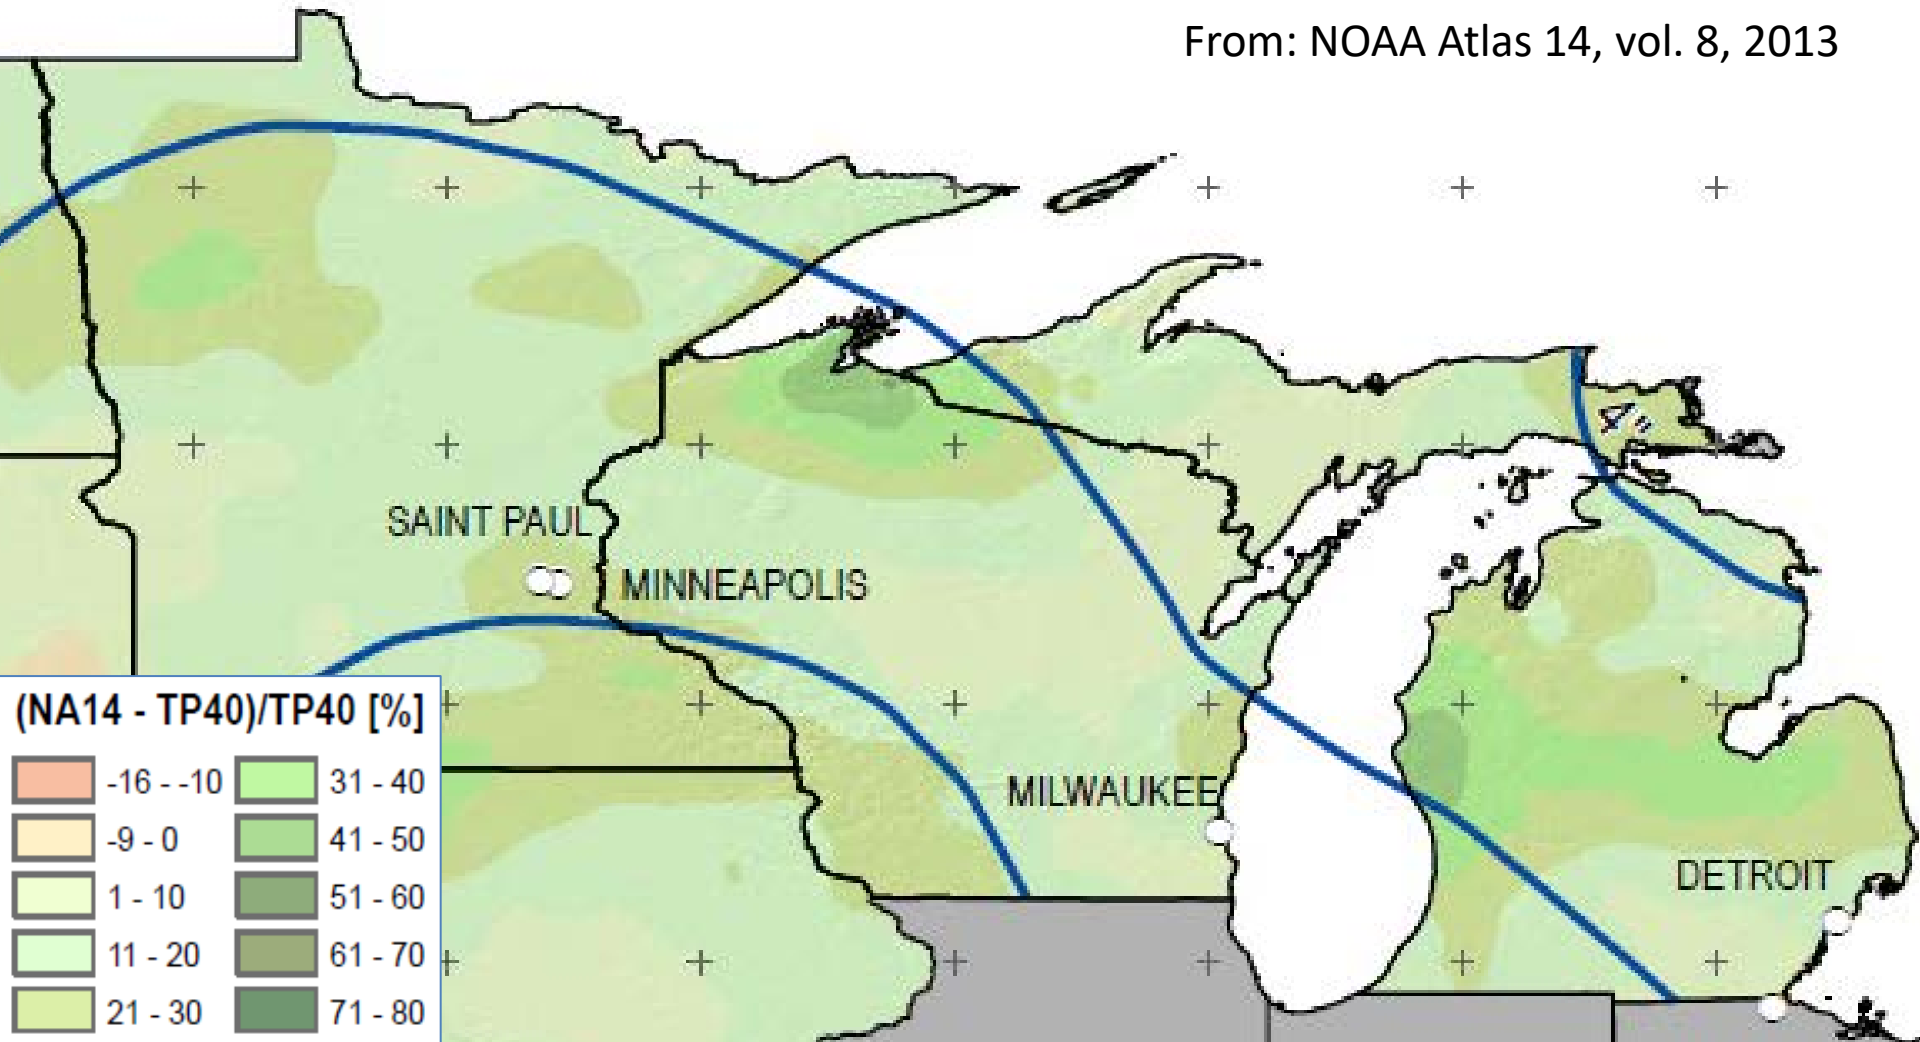 From: NOAA Atlas 14, vol. 8, 2013
4"
SAINT PAUL
MINNEAPOLIS
MILWAUKEE
DETROIT
(NA14 - TP40)/TP40 [%]
-16 - -10 31 - 40
-9 - 0 41 - 50
1 - 10 51 - 60
11 - 20 61 - 70
21 - 30 71 - 80